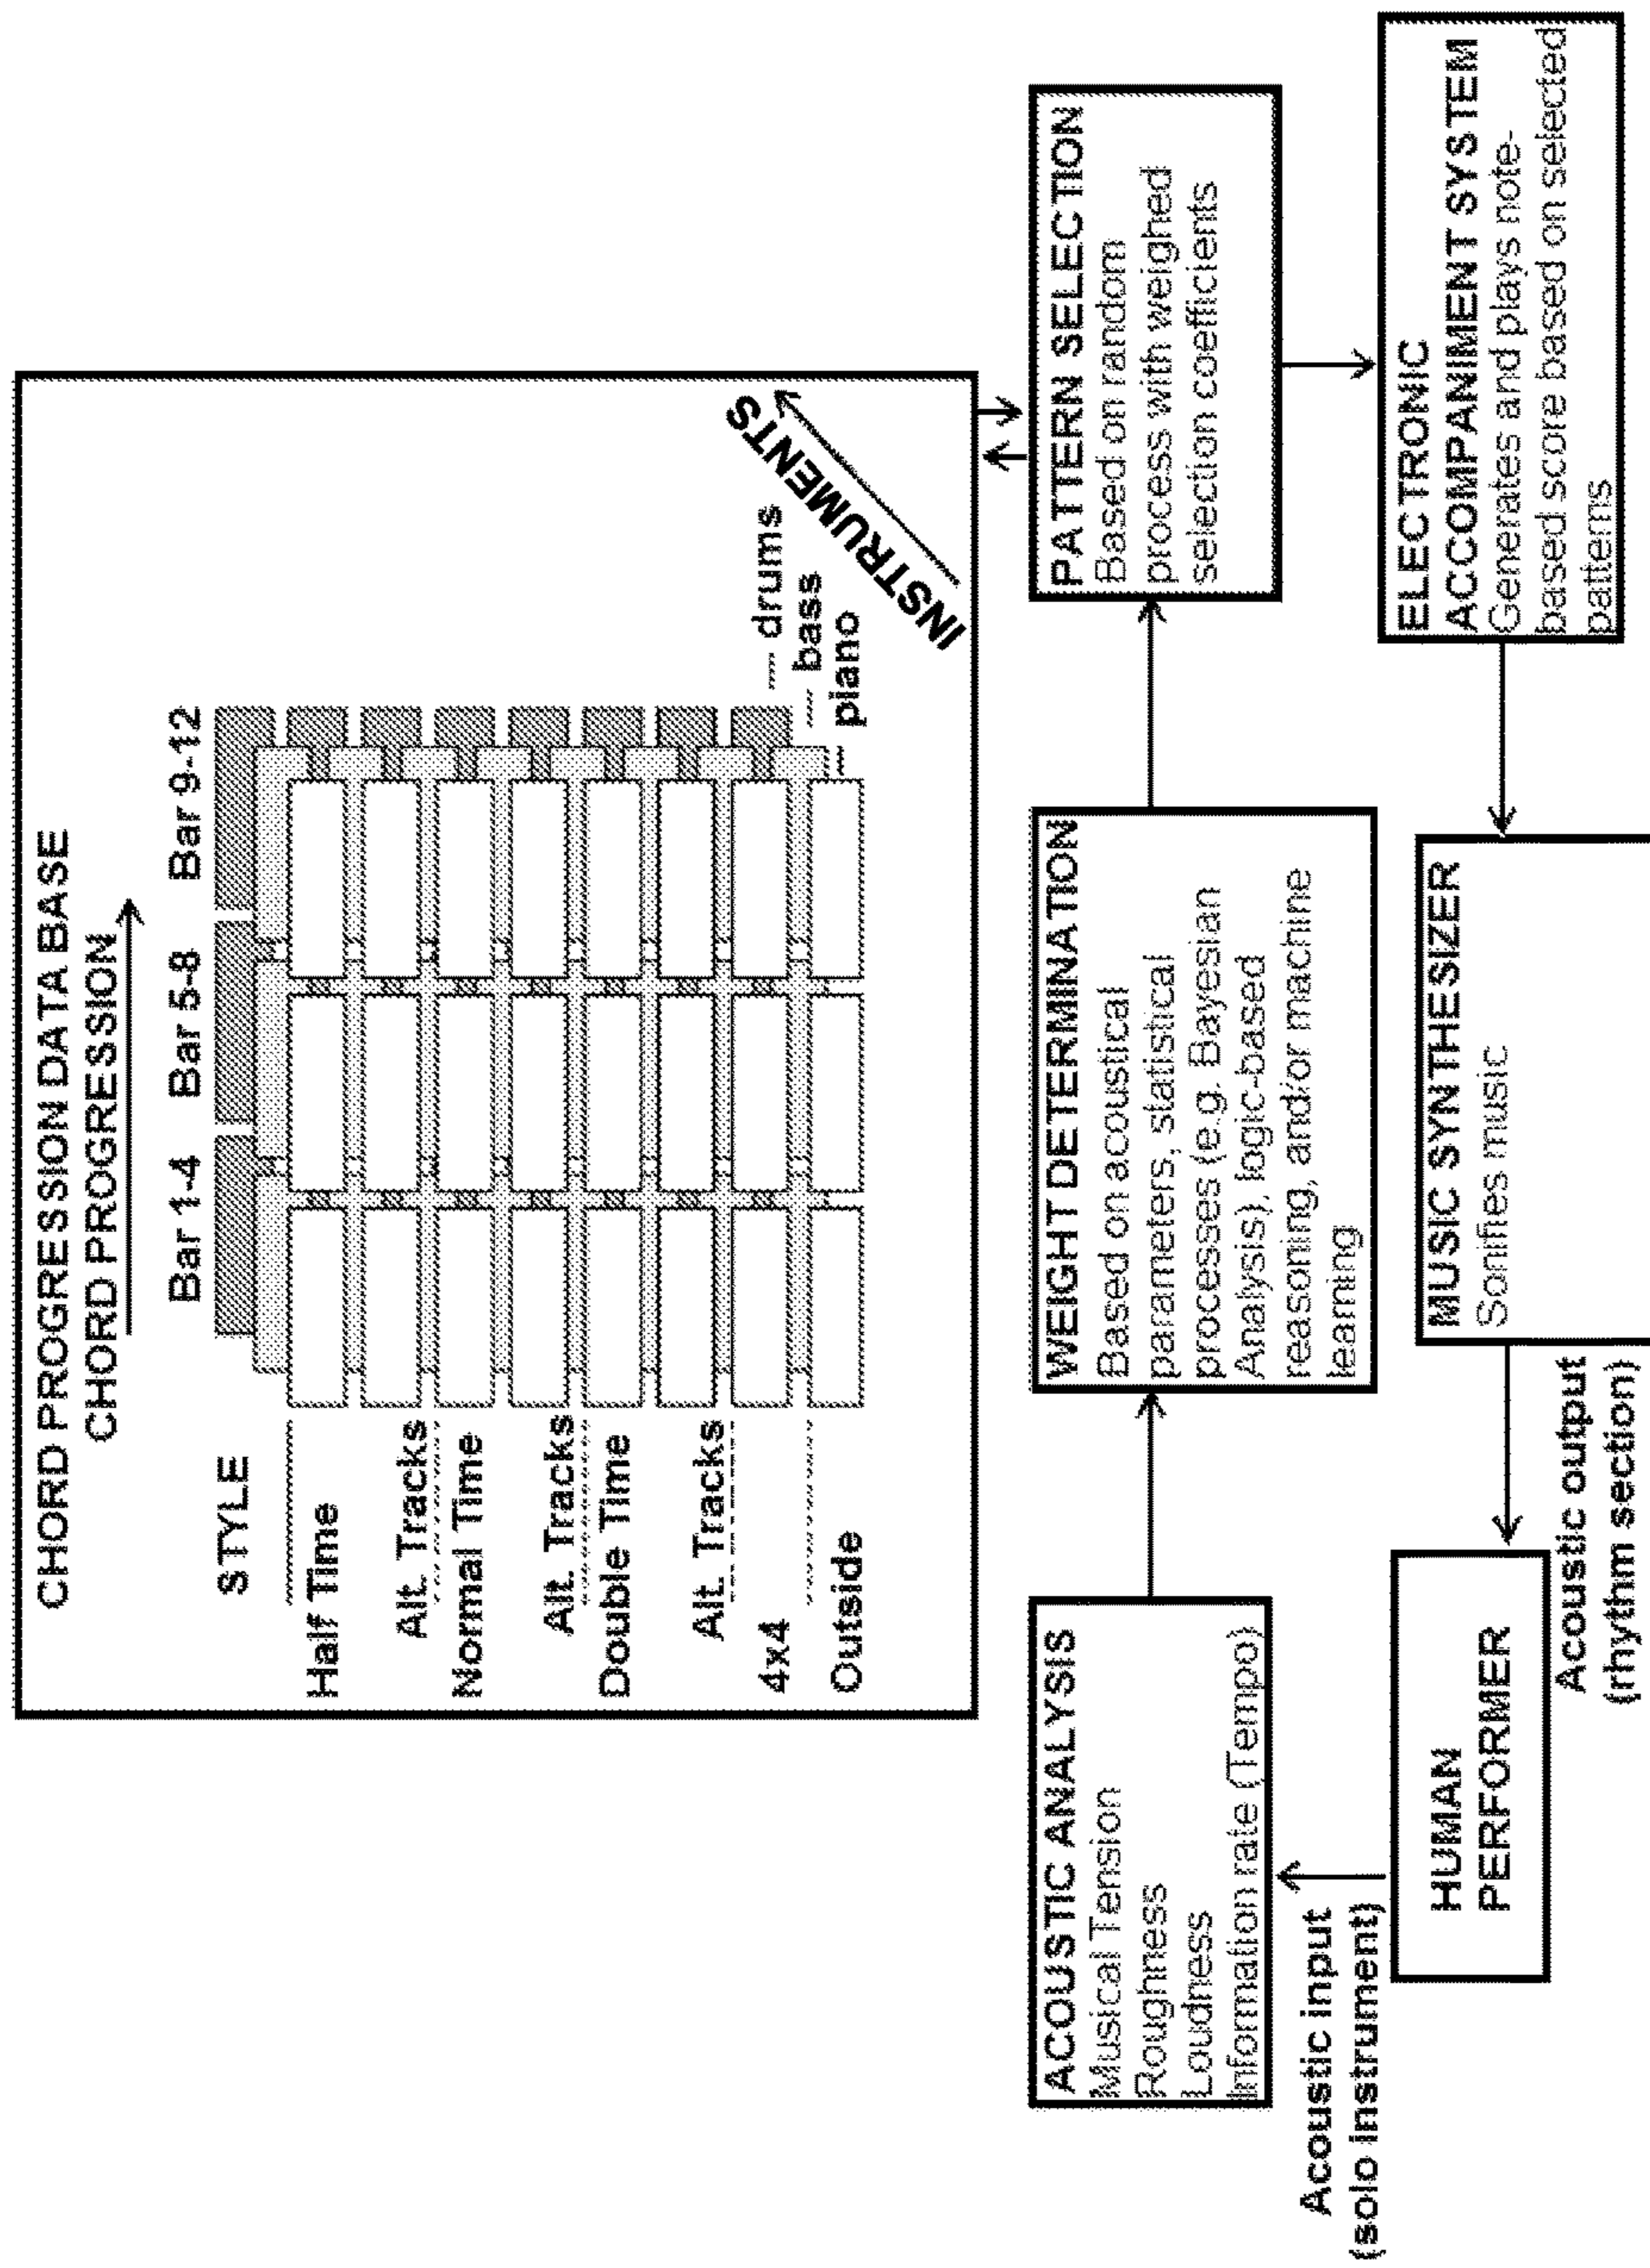 CHORD PROGRESSION DATA BASE
CHORD PROGRESSION
Bar 1-4 Bar 5-8 Bar 9-12
STYLE
Half Time
Alt. Tracks
Normal Time
Alt. Tracks
Double Time
Alt. Tracks
4x4
Outside
drums
bass
piano
INSTRUMENTS
ACOUSTIC ANALYSIS
Musical Tension
Roughness
Loudness
Information rate (Tempo)
WEIGHT DETERMINATION
Based on acoustical
parameters, statistical
processes (e.g. Bayesian
Analysis), logic-based
reasoning, and/or machine
learning
PATTERN SELECTION
Based on random
process with weighed
selection coefficients
Acoustic input
(solo instrument)
HUMAN
PERFORMER
Acoustic output
(rhythm section)
MUSIC SYNTHESIZER
Sonifies music
ELECTRONIC
ACCOMPANIMENT SYSTEM
Generates and plays note-
based score based on selected
patterns